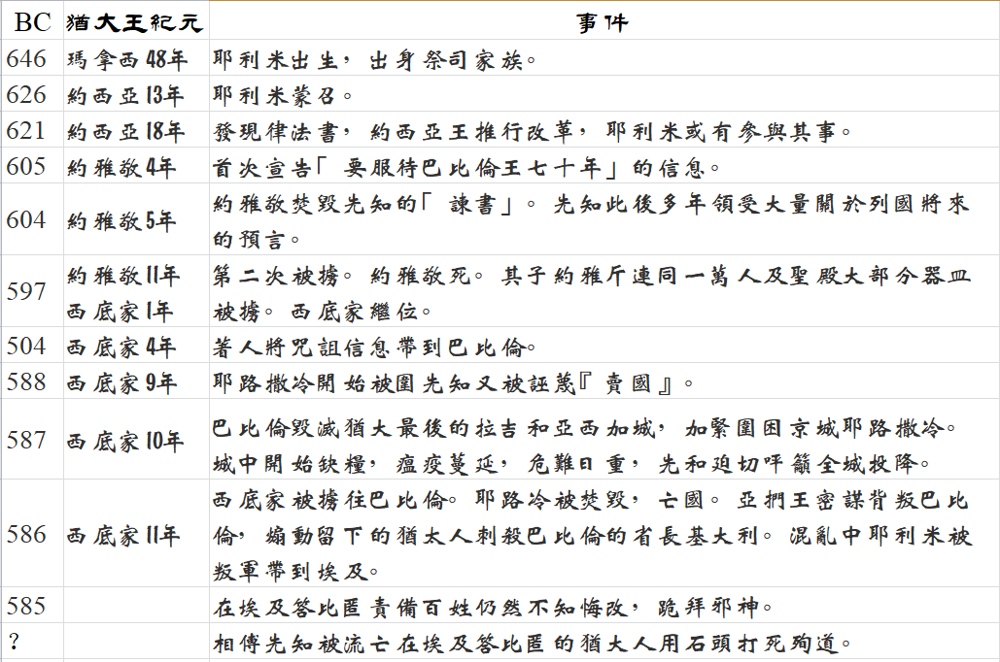 BC 猶大王紀元 事件
646 瑪拿西48年 耶利米出生，出身祭司家族。
626 約西亞13年 耶利米蒙召。
621 約西亞18年 發現律法書，約西亞王推行改革，耶利米或有參與其事。
605 約雅敬4年 首次宣告「要服待巴比倫王七十年」的信息。
604 約雅敬5年 約雅敬焚毀先知的「諫書」。先知此後多年領受大量關於列國將來
的預言。
597 約雅敬11年 第二次被擄。約雅敬死。其子約雅斤連同一萬人及聖殿大部分器皿
西底家1年 被擄。西底家繼位。
504 西底家4年 著人將咒詛信息帶到巴比倫。
588 西底家9年 耶路撒冷開始被圍先知又被誣蔑『賣國』。
587 西底家10年 巴比倫毀滅猶大最後的拉吉和亞西加城，加緊圍困京城耶路撒冷。
城中開始缺糧，瘟疫蔓延，危難日重，先和迫切呼籲全城投降。
586 西底家11年 西底家被擄往巴比倫。耶路冷被焚毀，亡國。亞捫王密謀背叛巴比
倫，煽動留下的猶太人刺殺巴比倫的省長基大利。混亂中耶利米被
叛軍帶到埃及。
585 在埃及答比匿責備百姓仍然不知悔改，跪拜邪神。
? 相傳先知被流亡在埃及答比匿的猶大人用石頭打死殉道。